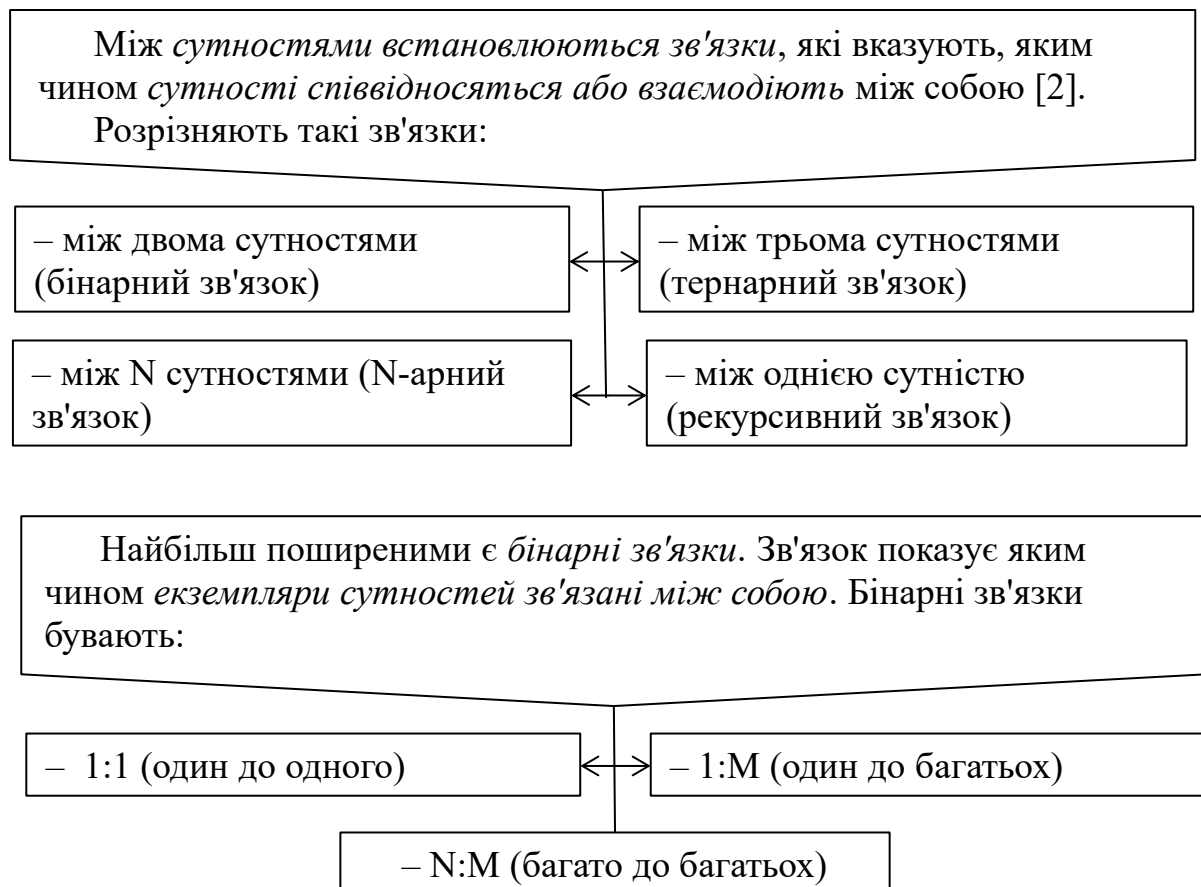 Між сутностями встановлюються зв'язки, які вказують, яким
чином сутності співвідносяться або взаємодіють між собою [2].
Розрізняють такі зв'язки:
– між двома сутностями
(бінарний зв'язок)
– між трьома сутностями
(тернарний зв'язок)
– між N сутностями (N-арний
зв'язок)
– між однією сутністю
(рекурсивний зв'язок)
Найбільш поширеними є бінарні зв'язки. Зв'язок показує яким
чином екземпляри сутностей зв'язані між собою. Бінарні зв'язки
бувають:
– 1:1 (один до одного)
– 1:М (один до багатьох)
– N:M (багато до багатьох)